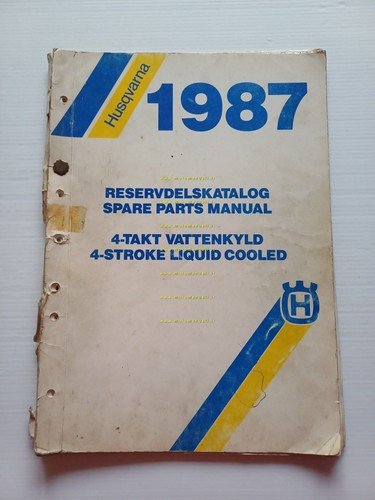 Husqvarna
1987
RESERVDELSKATALOG
SPARE PARTS MANUAL
4-TAKT VATTENKYLD
4-STROKE LIQUID COOLED
H